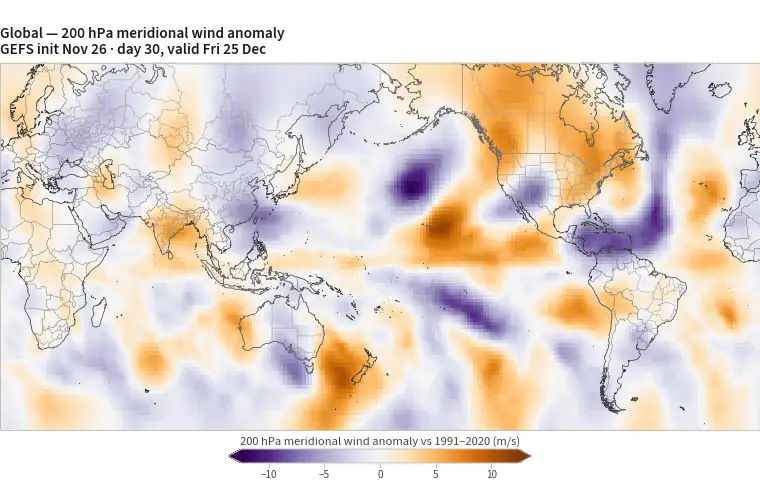 Global — 200 hPa meridional wind anomaly
GEFS init Nov 26 · day 30, valid Fri 25 Dec
200 hPa meridional wind anomaly vs 1991–2020 (m/s)
−10 −5 0 5 10